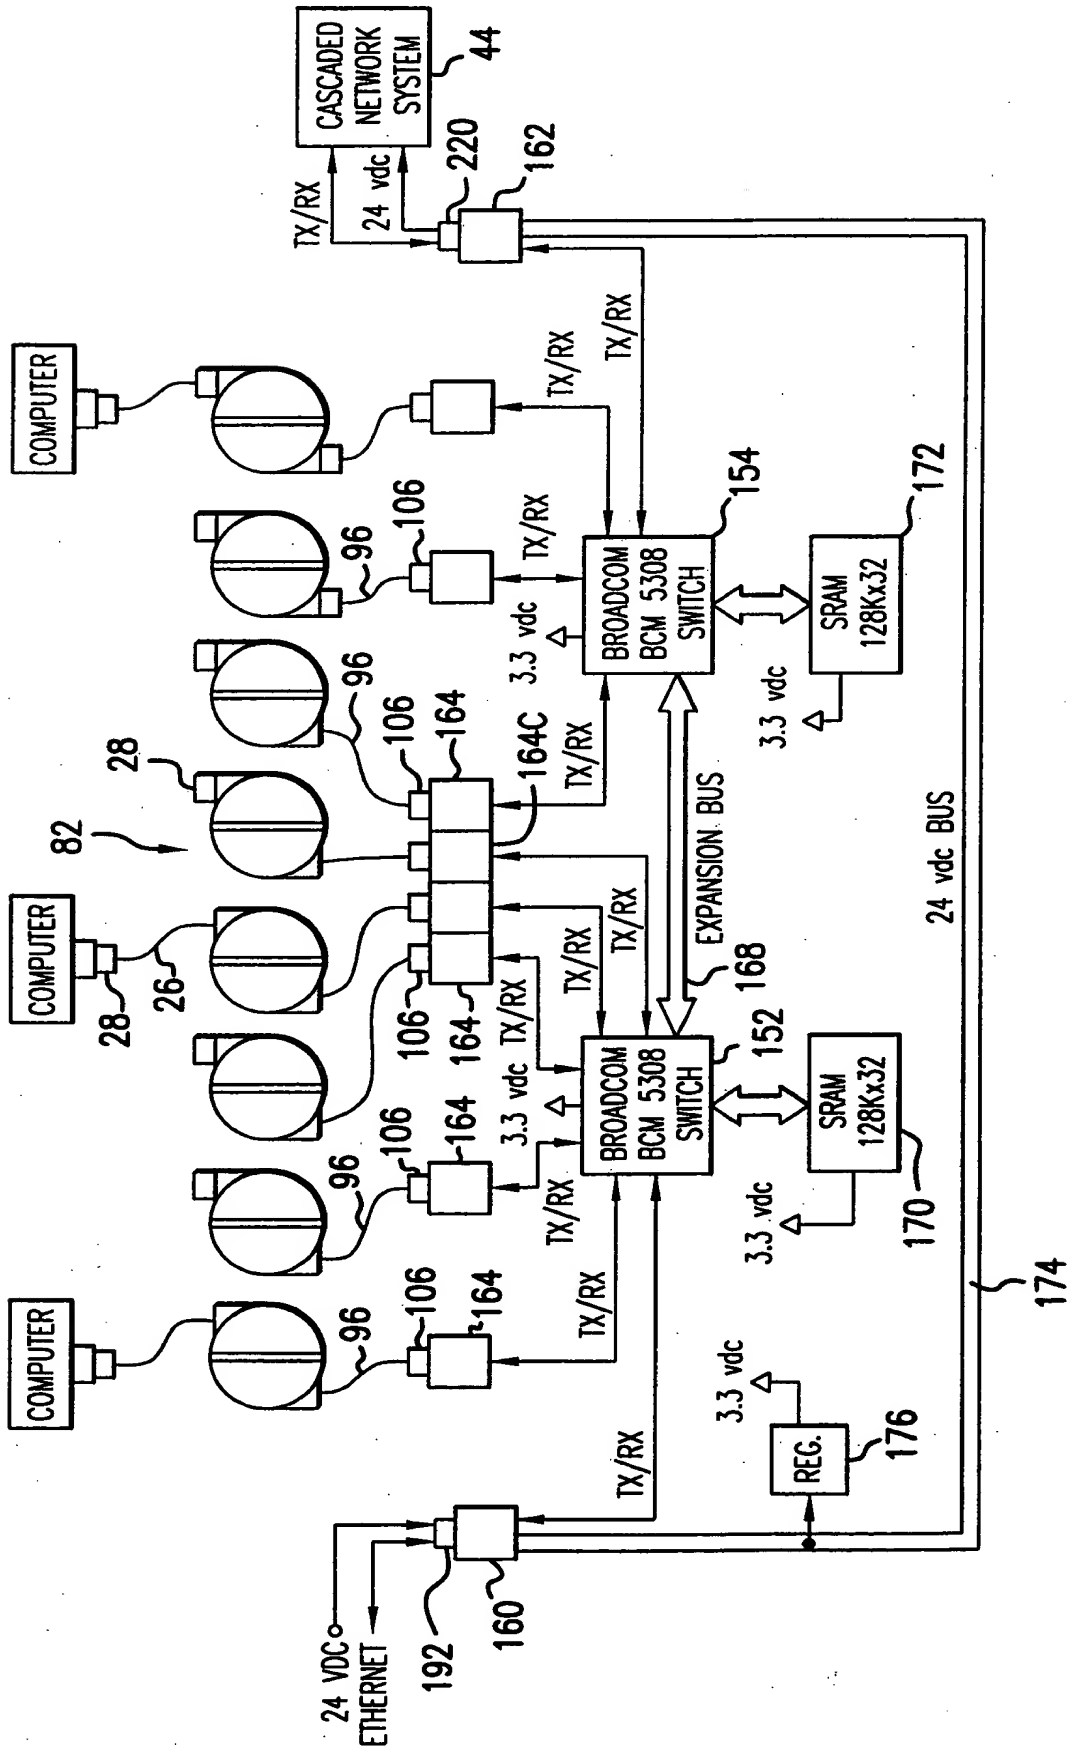 COMPUTER
COMPUTER
COMPUTER
28
26
82
28
CASCADED
NETWORK
SYSTEM
44
TX/RX
24 vdc
220
162
24 VDC
ETHERNET
192
160
96
106
164
96
106
164
106
164
96
106
164
164C
96
106
TX/RX
TX/RX
TX/RX
TX/RX
TX/RX
TX/RX
TX/RX
TX/RX
TX/RX
TX/RX
TX/RX
3.3 vdc
BROADCOM
BCM 5308
SWITCH
152
3.3 vdc
BROADCOM
BCM 5308
SWITCH
154
EXPANSION BUS
168
3.3 vdc
REG.
176
3.3 vdc
SRAM
128Kx32
170
3.3 vdc
SRAM
128Kx32
172
24 vdc BUS
174